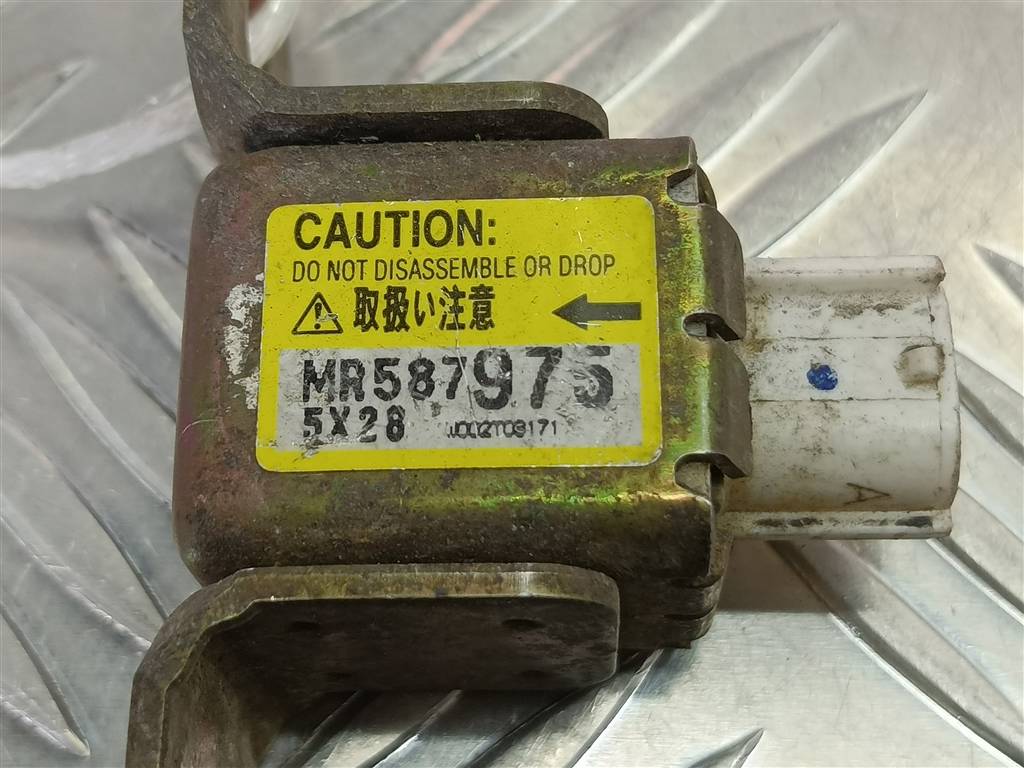 CAUTION:
DO NOT DISASSEMBLE OR DROP
取扱い注意
MR587975
5X28
A